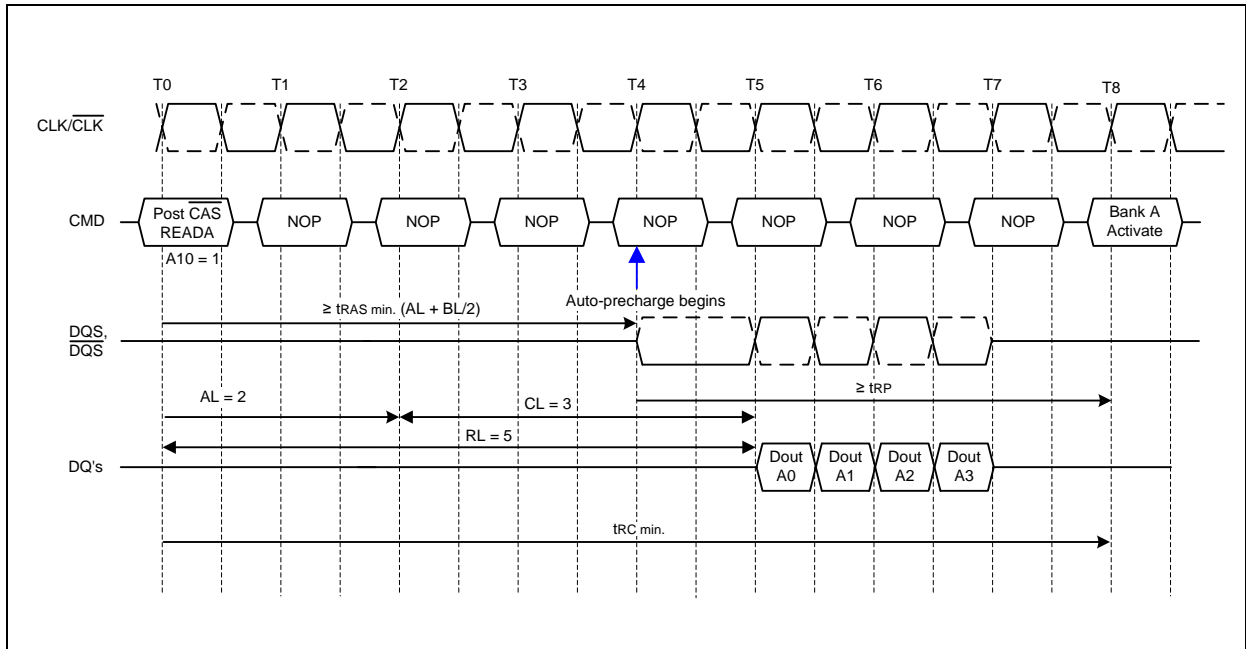 T0 T1 T2 T3 T4 T5 T6 T7 T8
CLK/CLK
CMD
Post CAS
READA
NOP
NOP
NOP
NOP
NOP
NOP
NOP
Bank A
Activate
A10 = 1
Auto-precharge begins
≥ tRAS min. (AL + BL/2)
DQS,
DQS
≥ tRP
AL = 2
CL = 3
RL = 5
DQ's
Dout
A0
Dout
A1
Dout
A2
Dout
A3
tRC min.